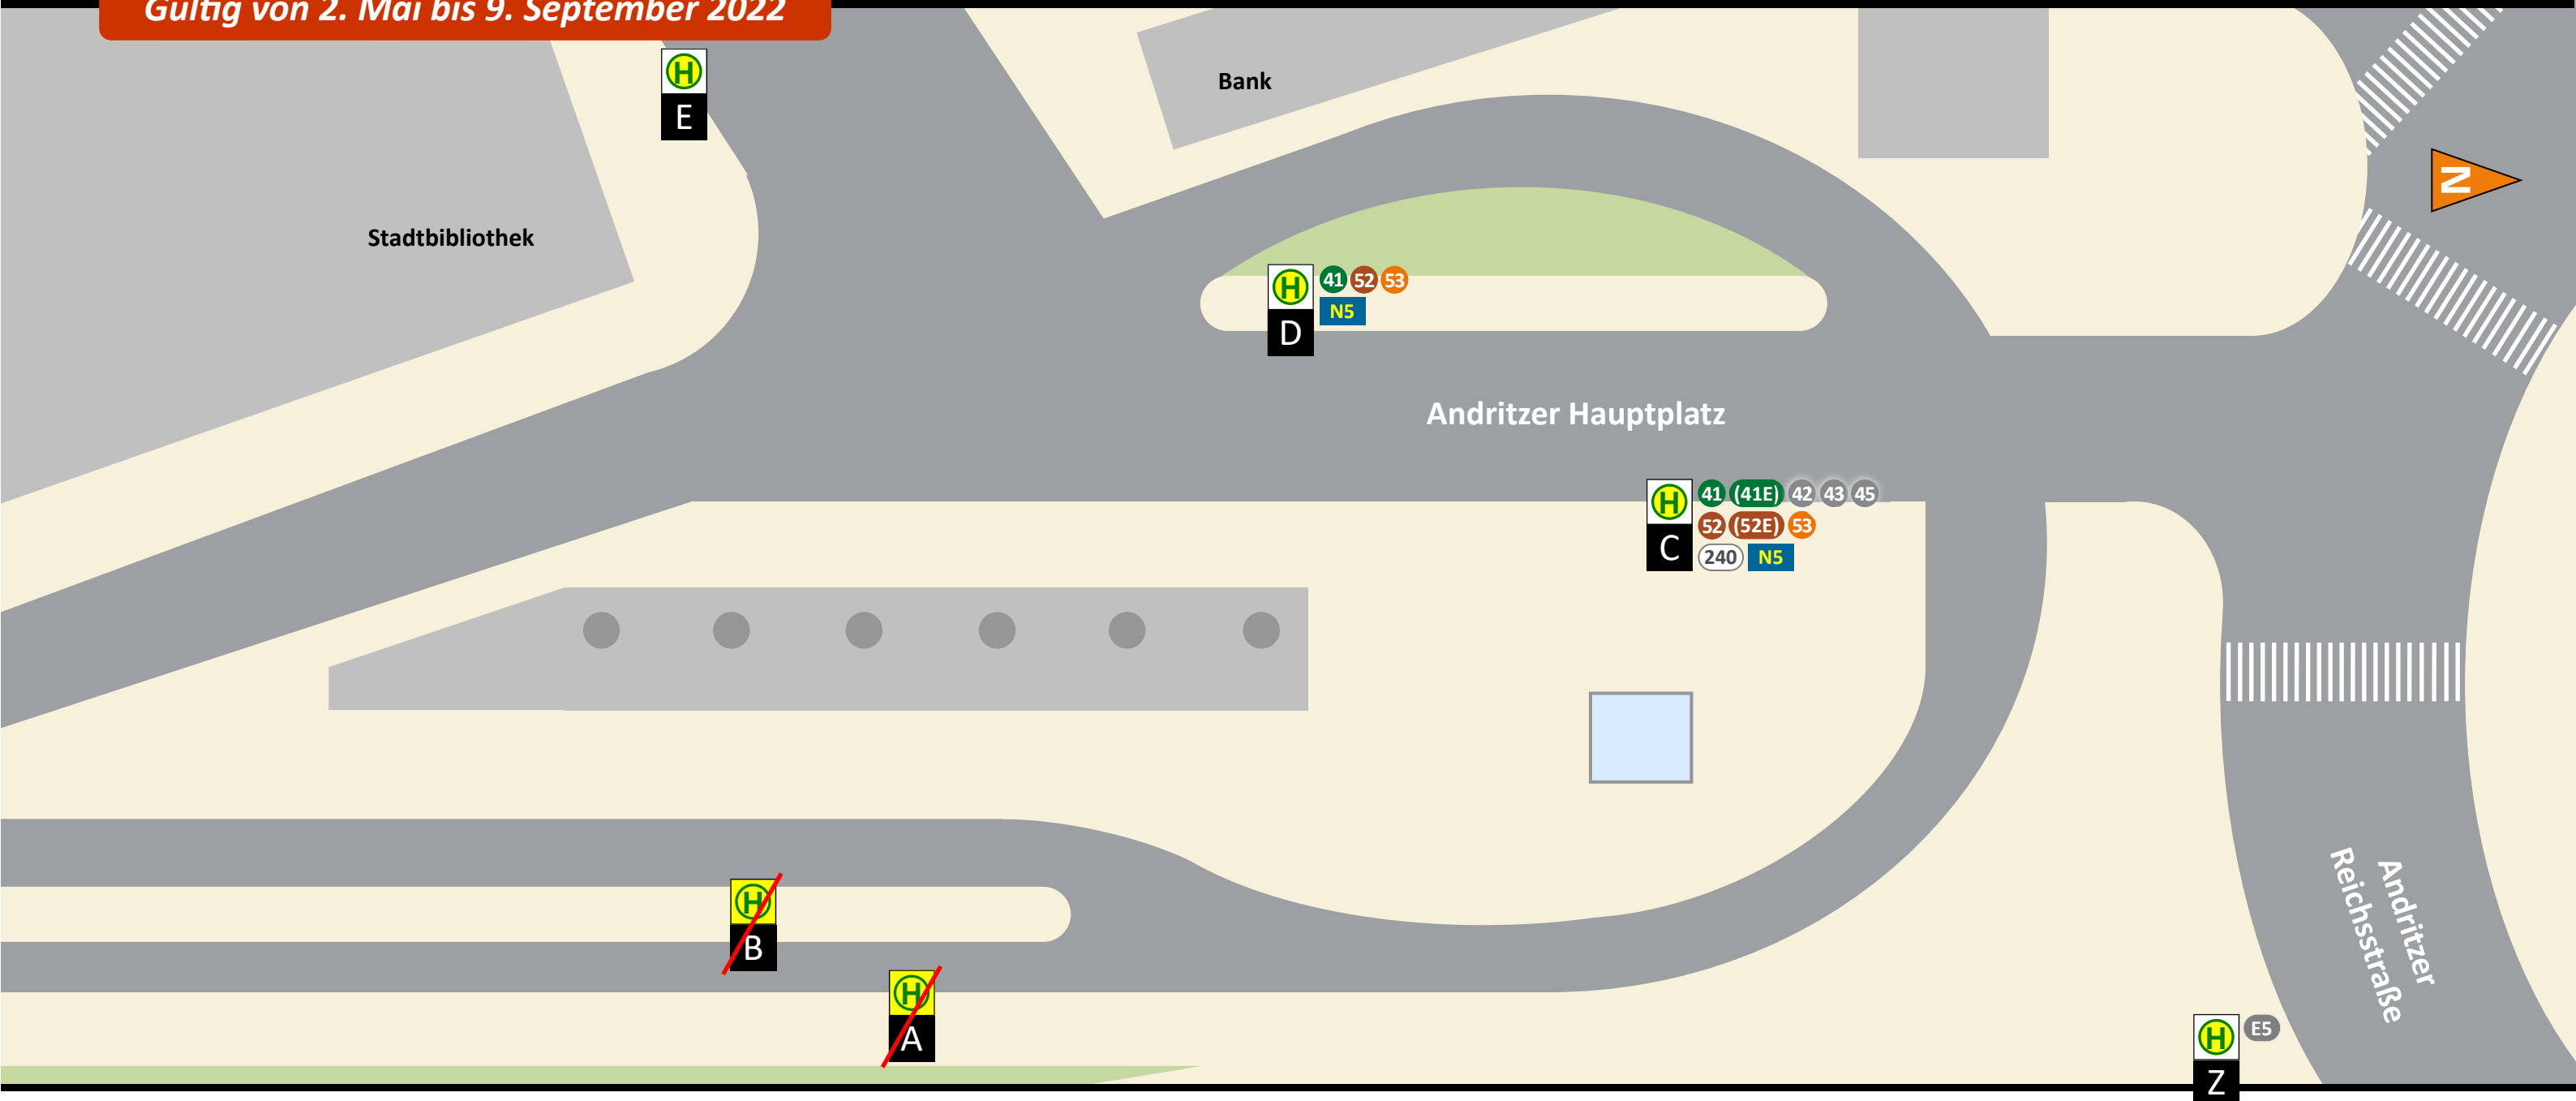 Gültig von 2. Mai bis 9. September 2022
H
E
Bank
N
Stadtbibliothek
H
D
41 52 53
N5
Andritzer Hauptplatz
H
C
41 (41E) 42 43 45
52 (52E) 53
240 N5
H
B
H
A
Andritzer
Reichsstraße
H
Z
E5